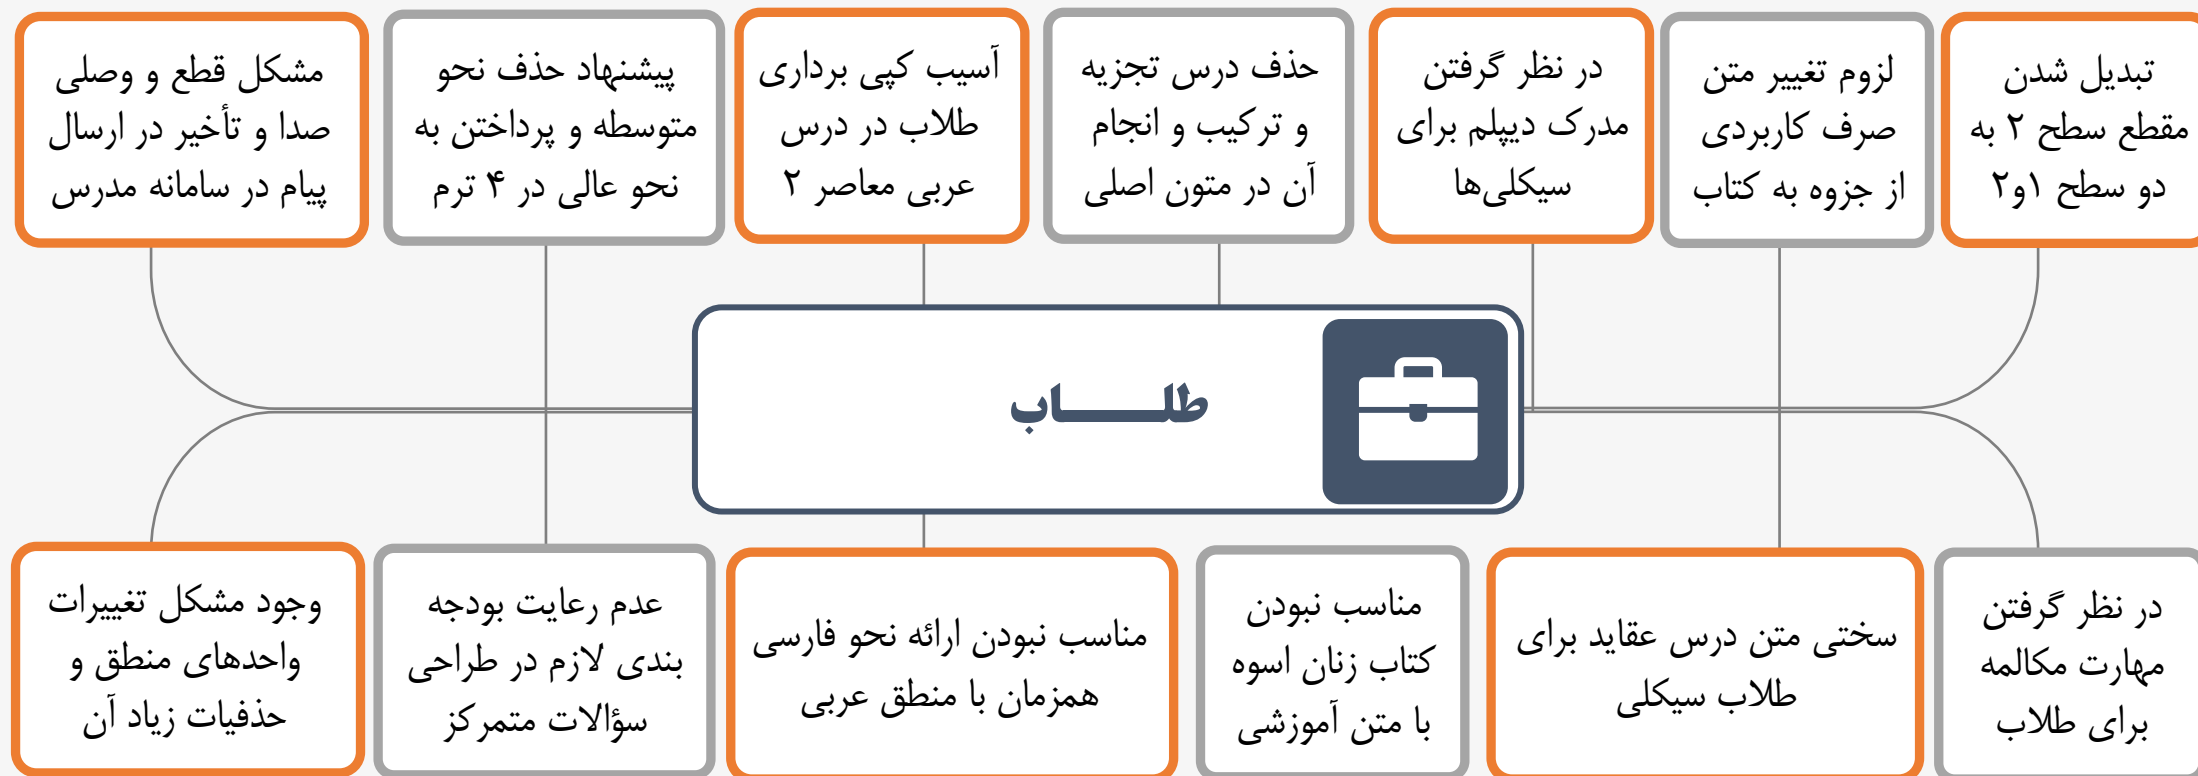 تبدیل شدن
مقطع سطح ۲ به
دو سطح ۱و۲
لزوم تغییر متن
صرف کاربردی
از جزوه به کتاب
در نظر گرفتن
مدرک دیپلم برای
سیکلی‌ها
حذف درس تجزیه
و ترکیب و انجام
آن در متون اصلی
آسیب کپی برداری
طلاب در درس
عربی معاصر ۲
پیشنهاد حذف نحو
متوسطه و پرداختن به
نحو عالی در ۴ ترم
مشکل قطع و وصلی
صدا و تأخیر در ارسال
پیام در سامانه مدرس
طلـــــاب
در نظر گرفتن
مهارت مکالمه
برای طلاب
سختی متن درس عقاید برای
طلاب سیکلی
مناسب نبودن
کتاب زنان اسوه
با متن آموزشی
مناسب نبودن ارائه نحو فارسی
همزمان با منطق عربی
عدم رعایت بودجه
بندی لازم در طراحی
سؤالات متمرکز
وجود مشکل تغییرات
واحدهای منطق و
حذفیات زیاد آن